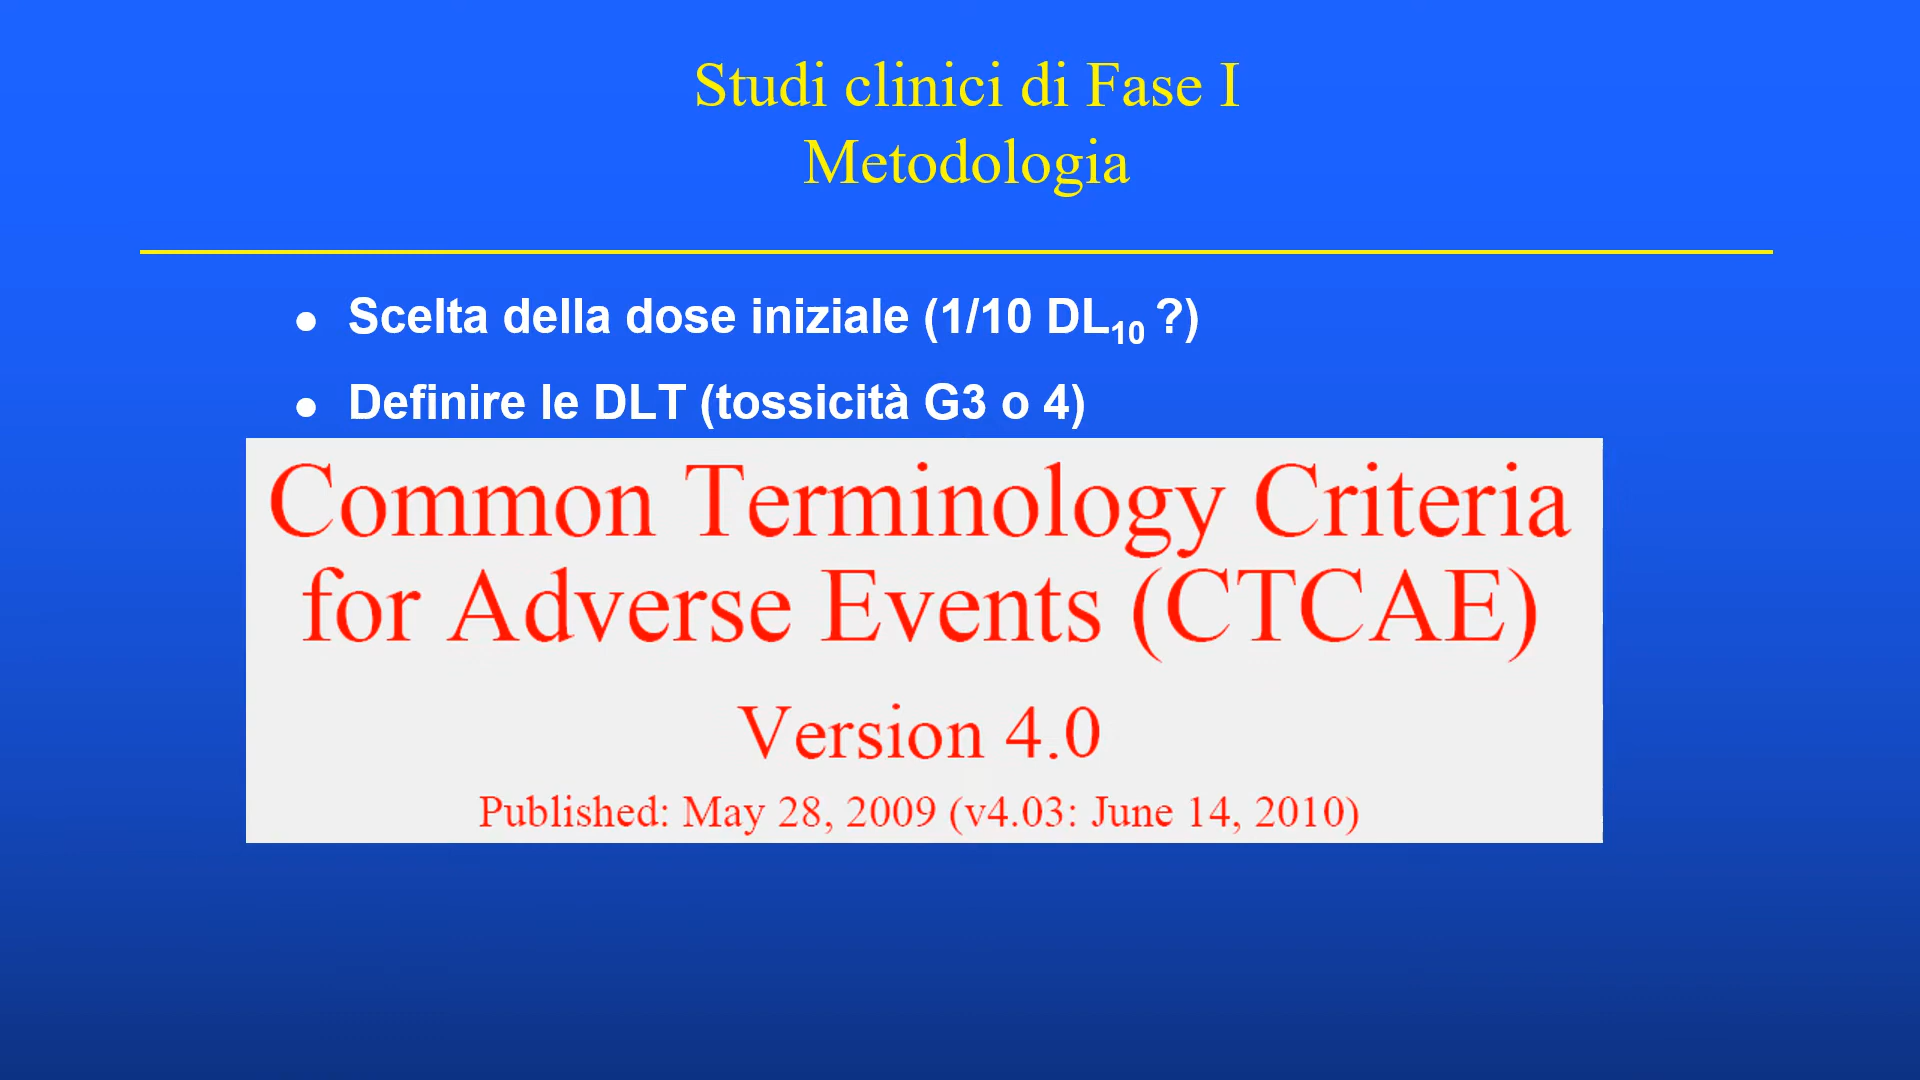 Studi clinici di Fase I
Metodologia
● Scelta della dose iniziale (1/10 DL10 ?)
● Definire le DLT (tossicità G3 o 4)
Common Terminology Criteria
for Adverse Events (CTCAE)
Version 4.0
Published: May 28, 2009 (v4.03: June 14, 2010)